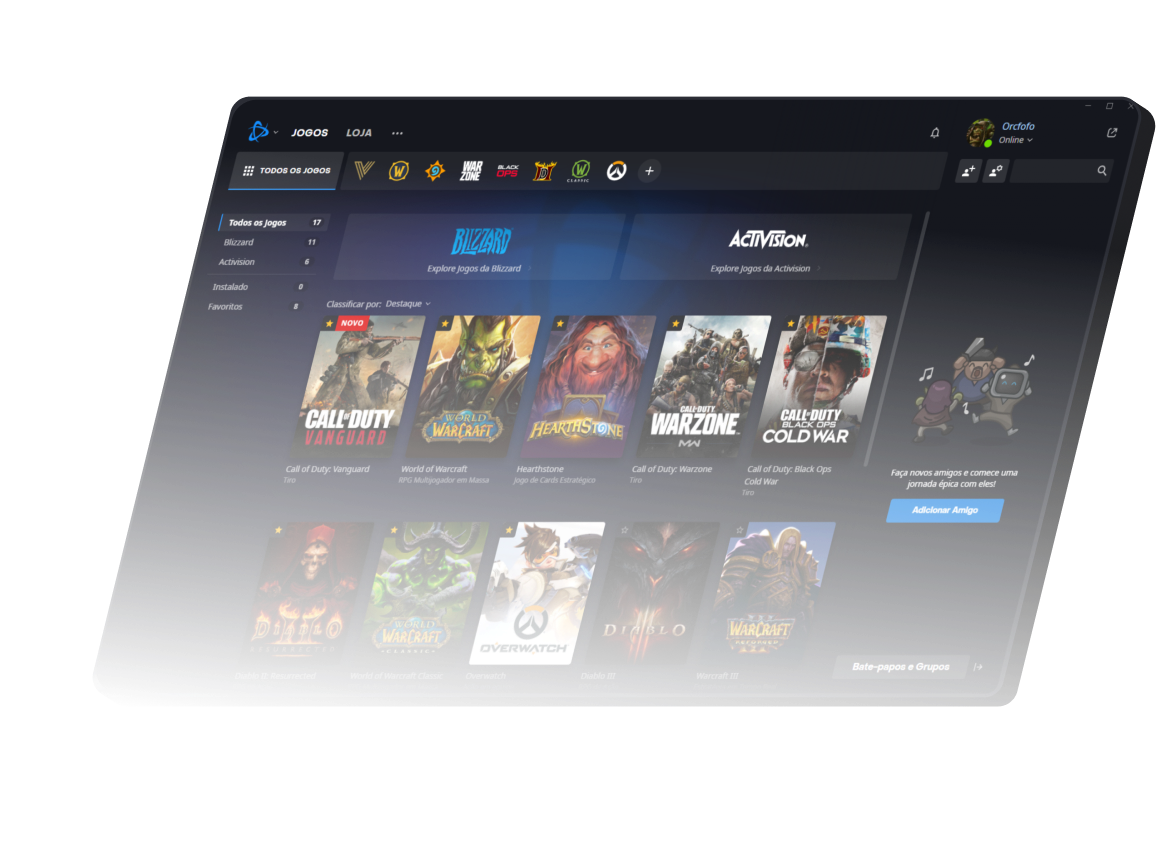 JOGOS
LOJA
Orcfofo
Online
TODOS OS JOGOS
WAR ZONE
BLACK OPS
CLASSIC
Todos os Jogos 17
Blizzard 11
Activision 6
Instalado 0
Favoritos 8
BLIZZARD
Explore Jogos da Blizzard
ACTIVISION
Explore Jogos da Activision
Classificar por: Destaque
NOVO
CALL OF DUTY
VANGUARD
WORLD
WARCRAFT
HEARTHSTONE
CALL OF DUTY
WARZONE
CALL OF DUTY
BLACK OPS
COLD WAR
Call of Duty: Vanguard
Tiro
World of Warcraft
RPG Multijogador em Massa
Hearthstone
Jogo de Cards Estratégico
Call of Duty: Warzone
Tiro
Call of Duty: Black Ops
Cold War
Tiro
Faça novos amigos e comece uma
jornada épica com eles!
Adicionar Amigo
DIABLO
RESURRECTED
WORLD
WARCRAFT
CLASSIC
OVERWATCH
DIABLO
WARCRAFT
REFORGED
Diablo II: Resurrected
World of Warcraft Classic
Overwatch
Diablo III
Warcraft III
Bate-papos e Grupos